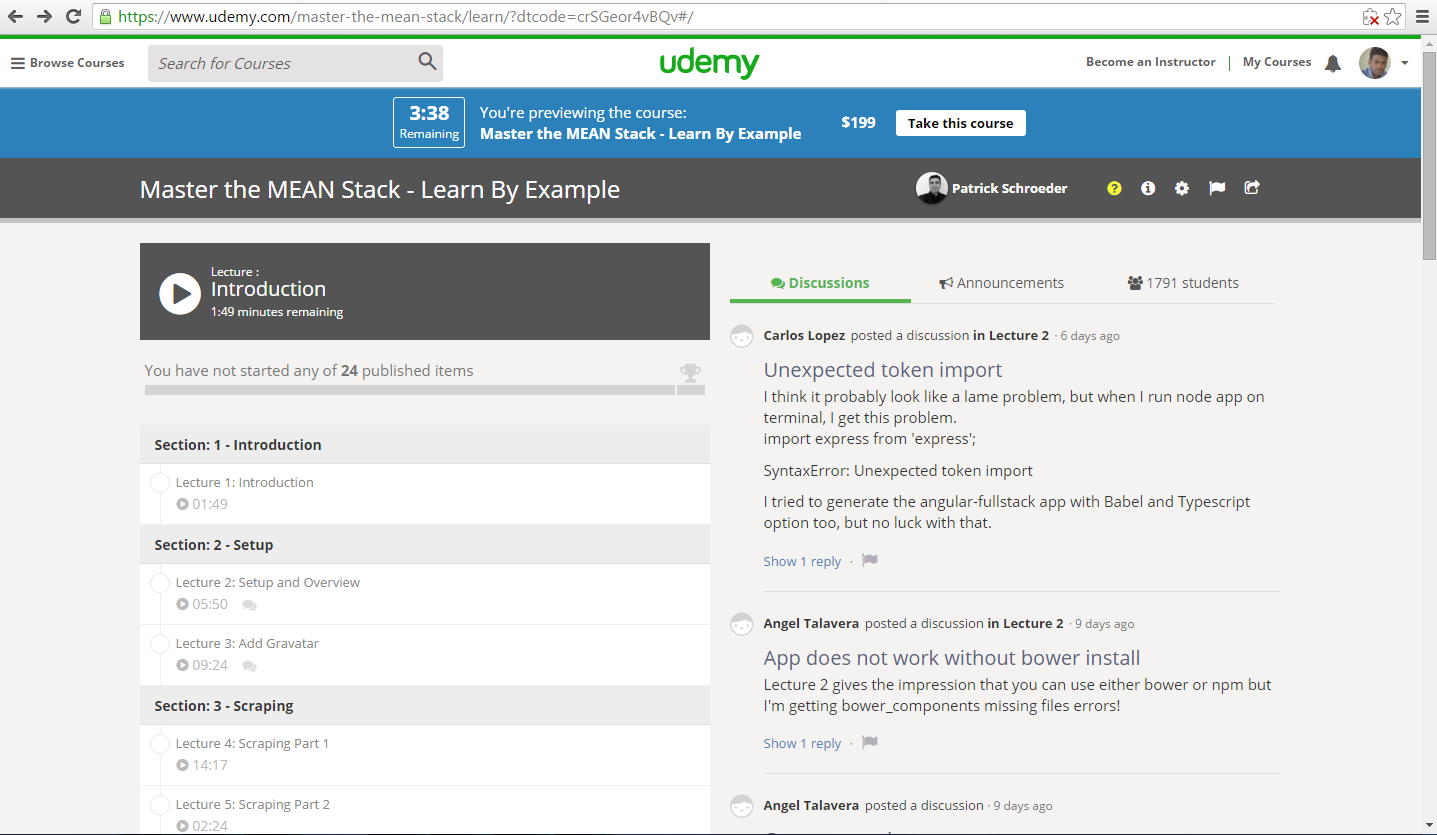 https://www.udemy.com/master-the-mean-stack/learn/?dtcode=crSGeor4vBQv#/
Browse Courses
Search for Courses
udemy
Become an Instructor | My Courses
3:38
Remaining
You're previewing the course:
Master the MEAN Stack - Learn By Example
$199
Take this course
Master the MEAN Stack - Learn By Example
Patrick Schroeder
Lecture :
Introduction
1:49 minutes remaining
You have not started any of 24 published items
Section: 1 - Introduction
Lecture 1: Introduction
01:49
Section: 2 - Setup
Lecture 2: Setup and Overview
05:50
Lecture 3: Add Gravatar
09:24
Section: 3 - Scraping
Lecture 4: Scraping Part 1
14:17
Lecture 5: Scraping Part 2
02:24
Discussions
Announcements
1791 students
Carlos Lopez posted a discussion in Lecture 2 · 6 days ago
Unexpected token import
I think it probably look like a lame problem, but when I run node app on
terminal, I get this problem.
import express from 'express';
SyntaxError: Unexpected token import
I tried to generate the angular-fullstack app with Babel and Typescript
option too, but no luck with that.
Show 1 reply ·
Angel Talavera posted a discussion in Lecture 2 · 9 days ago
App does not work without bower install
Lecture 2 gives the impression that you can use either bower or npm but
I'm getting bower_components missing files errors!
Show 1 reply ·
Angel Talavera posted a discussion · 9 days ago